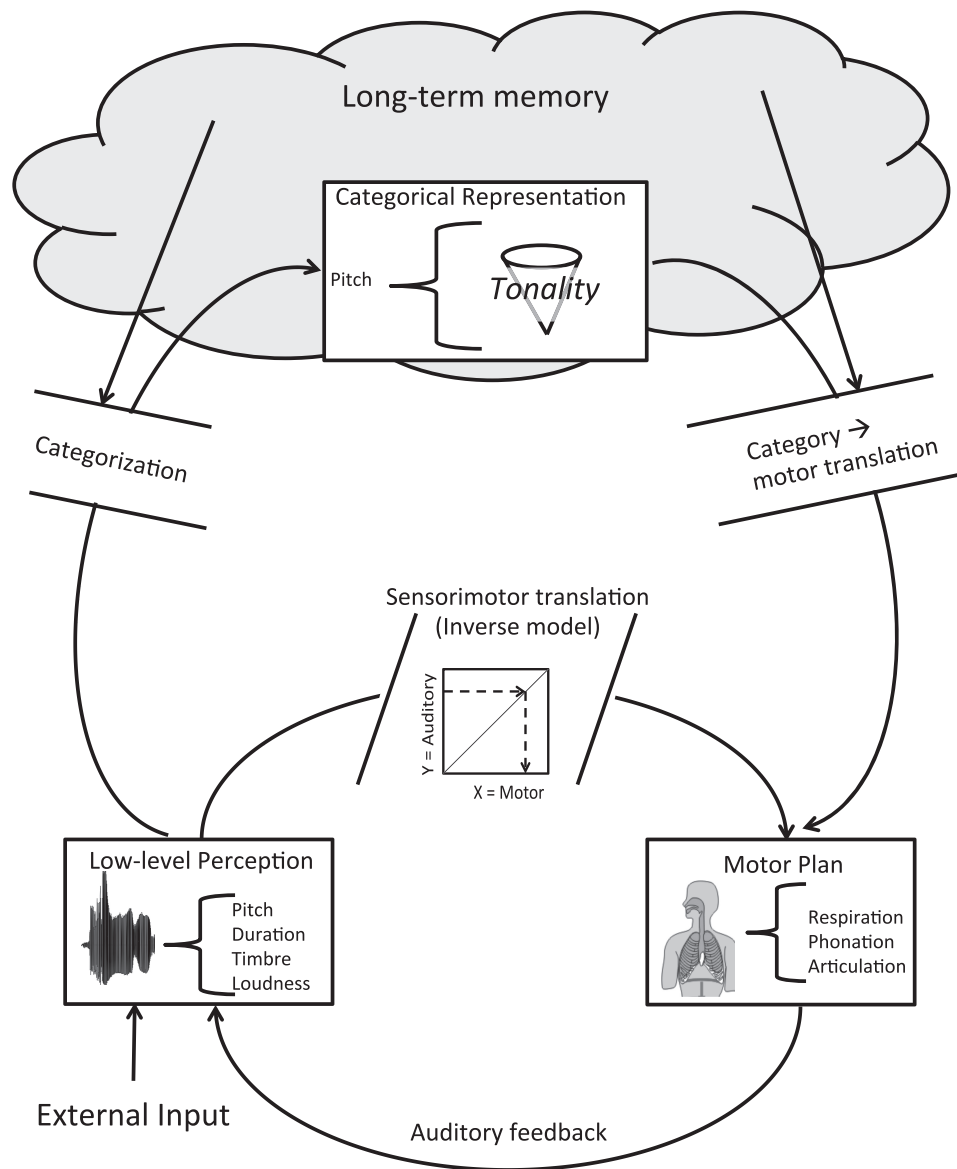 Long-term memory
Categorical Representation
Pitch
Tonality
Categorization
Category →
motor translation
Sensorimotor translation
(Inverse model)
Y = Auditory
X = Motor
Low-level Perception
Pitch
Duration
Timbre
Loudness
Motor Plan
Respiration
Phonation
Articulation
External Input
Auditory feedback